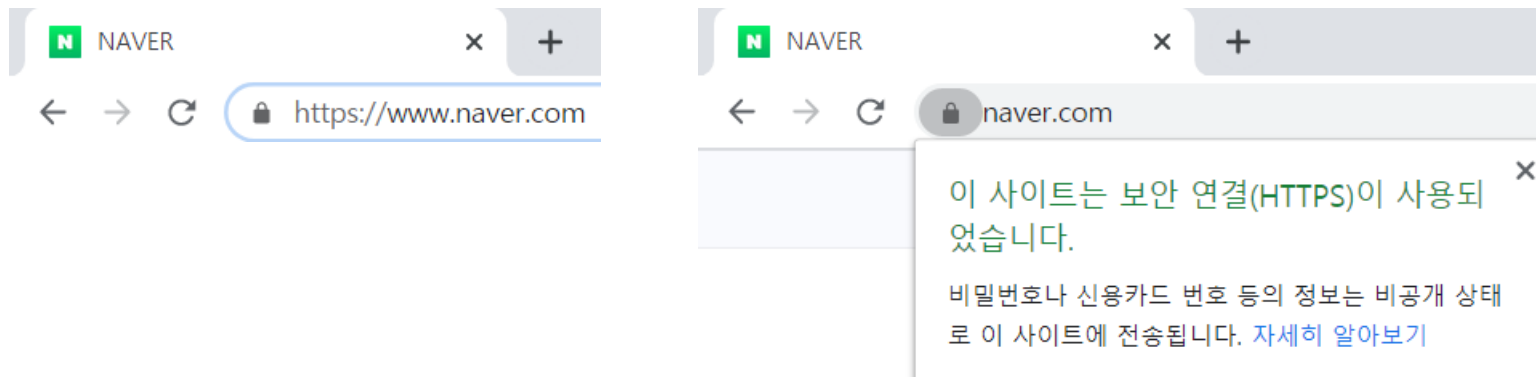 N NAVER
https://www.naver.com
N NAVER
naver.com
이 사이트는 보안 연결(HTTPS)이 사용되
었습니다.
비밀번호나 신용카드 번호 등의 정보는 비공개 상태
로 이 사이트에 전송됩니다. 자세히 알아보기